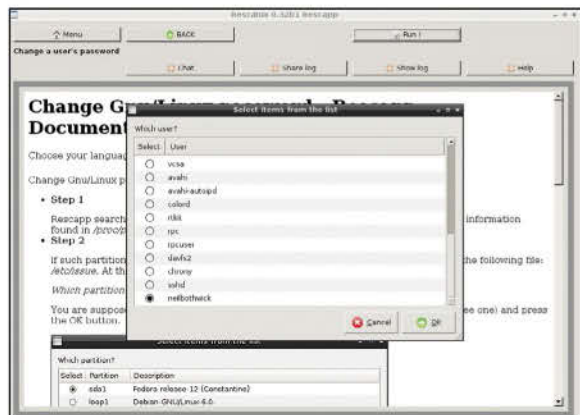 Rescatux 0.32b1 Rescapp
Menu
BACK
Run !
Change a user's password
Chat
Share log
Show log
Help
Change Gnu/Linux password - Rescapp
Document
Choose your languag
Change Gnu/Linux p
• Step 1
Rescapp search
information
found in /proc/p
• Step 2
If such partition
the following file:
/etc/issue. At th
Which partition
You are suppos
ee one) and press
the OK button.
Select items from the list
Which user?
Select User
vcsa
avahi
avahi-autoipd
colord
rtkit
rpc
rpcuser
davfs2
chrony
sshd
neilbothwick
Cancel
OK
Select items from the list
Which partition?
Select Partition Description
sda1 Fedora release 12 (Constantine)
loop1 Debian GNU/Linux 6.0